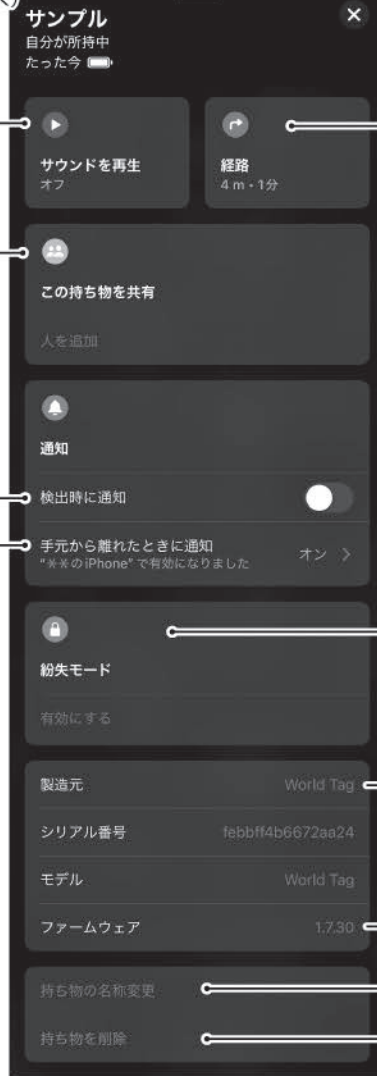 サンプル
自分が所持中
たった今
サウンドを再生
オフ
経路
4 m・1分
この持ち物を共有
人を追加
通知
検出時に通知
手元から離れたときに通知
オン
"＊＊のiPhone" で有効になりました
紛失モード
有効にする
製造元 World Tag
シリアル番号 febbff4b6672aa24
モデル World Tag
ファームウェア 1.7.30
持ち物の名称変更
持ち物を削除